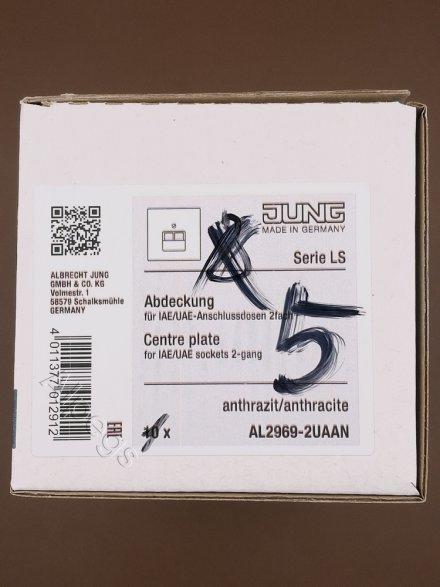 JUNG
MADE IN GERMANY
Serie LS
ALBRECHT JUNG
GMBH & CO. KG
Volmestr. 1
58579 Schalksmühle
GERMANY
Abdeckung
für IAE/UAE-Anschlussdosen 2fach
Centre plate
for IAE/UAE sockets 2-gang
5
anthrazit/anthracite
10 x
AL2969-2UAAN
4 011377 012912
EAC